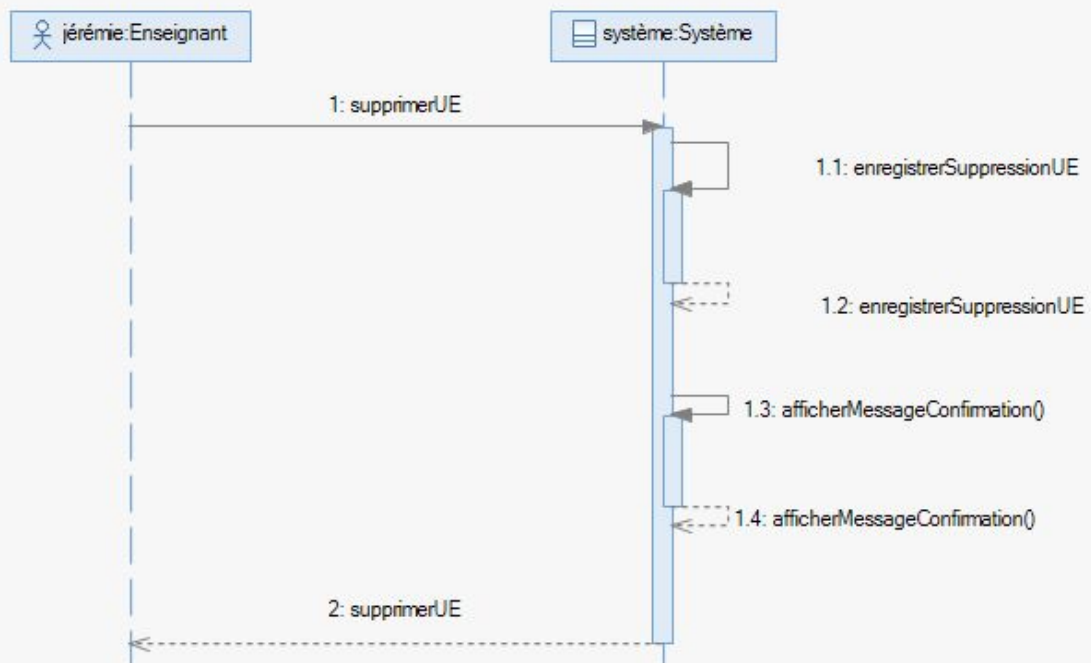 jérémie:Enseignant
système:Système
1: supprimerUE
1.1: enregistrerSuppressionUE
1.2: enregistrerSuppressionUE
1.3: afficherMessageConfirmation()
1.4: afficherMessageConfirmation()
2: supprimerUE